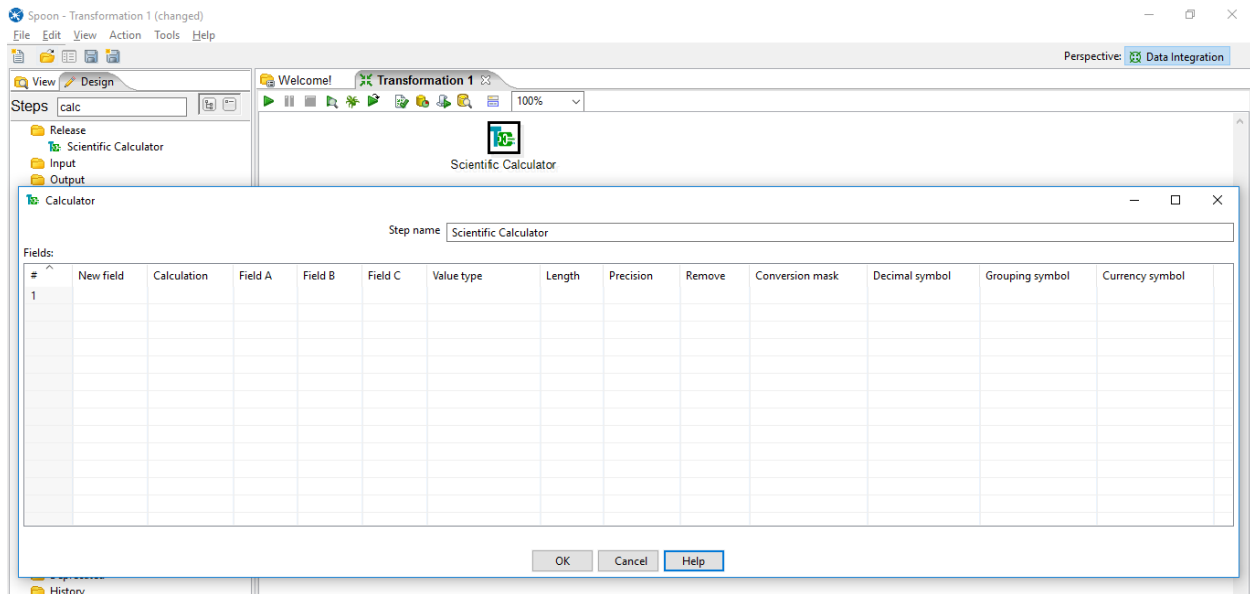 Spoon - Transformation 1 (changed)
File Edit View Action Tools Help
Perspective: Data Integration
View Design
Welcome! Transformation 1
Steps calc
100%
Release
Scientific Calculator
Input
Output
Scientific Calculator
Calculator
Step name Scientific Calculator
Fields:
# New field Calculation Field A Field B Field C Value type Length Precision Remove Conversion mask Decimal symbol Grouping symbol Currency symbol
1
OK Cancel Help
History